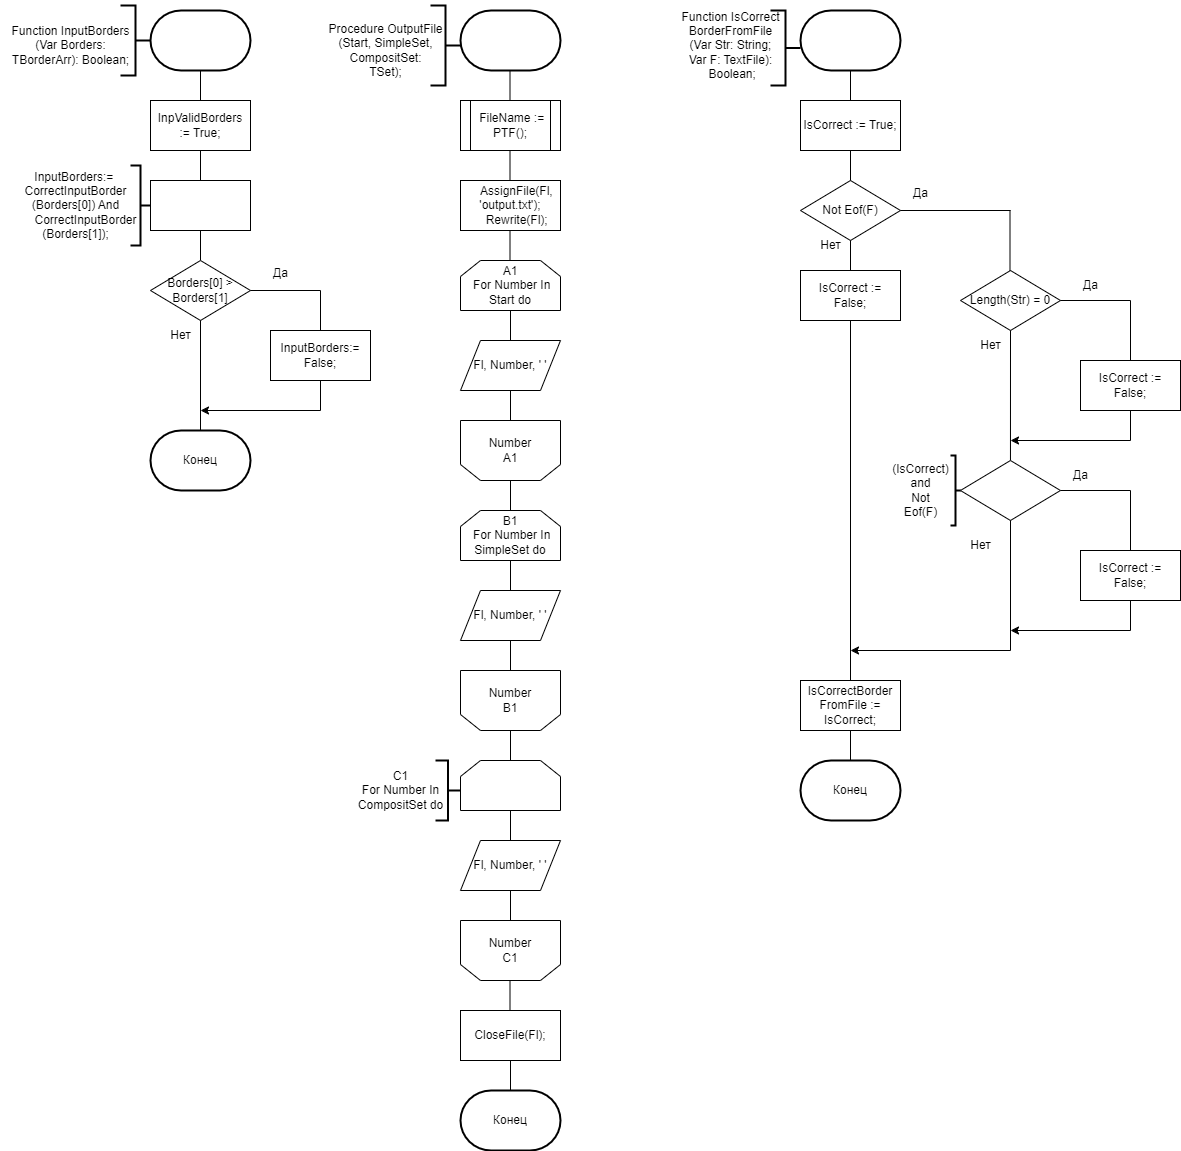 Function InputBorders
(Var Borders:
TBorderArr): Boolean;
InpValidBorders
:= True;
InputBorders:=
CorrectInputBorder
(Borders[0]) And
CorrectInputBorder
(Borders[1]);
Borders[0] >
Borders[1]
Да
Нет
InputBorders:=
False;
Конец
Procedure OutputFile
(Start, SimpleSet,
CompositSet:
TSet);
FileName :=
PTF();
AssignFile(Fl,
'output.txt');
Rewrite(Fl);
A1
For Number In
Start do
Fl, Number, ' '
Number
A1
B1
For Number In
SimpleSet do
Fl, Number, ' '
Number
B1
C1
For Number In
CompositSet do
Fl, Number, ' '
Number
C1
CloseFile(Fl);
Конец
Function IsCorrect
BorderFromFile
(Var Str: String;
Var F: TextFile):
Boolean;
IsCorrect := True;
Not Eof(F)
Да
Нет
IsCorrect :=
False;
Length(Str) = 0
Да
Нет
IsCorrect :=
False;
(IsCorrect)
and
Not
Eof(F)
Да
Нет
IsCorrect :=
False;
IsCorrectBorder
FromFile :=
IsCorrect;
Конец